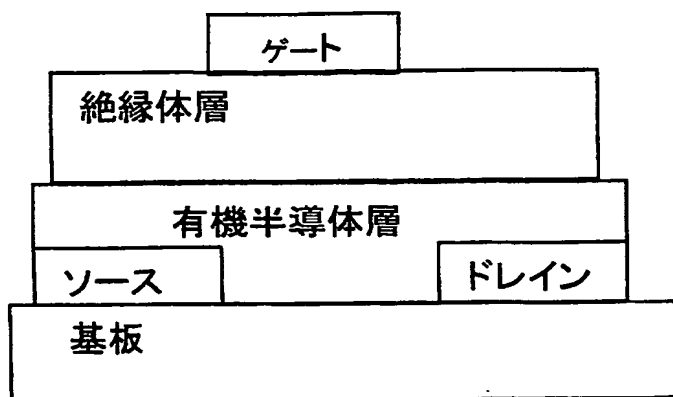 ゲート
絶縁体層
有機半導体層
ソース
ドレイン
基板